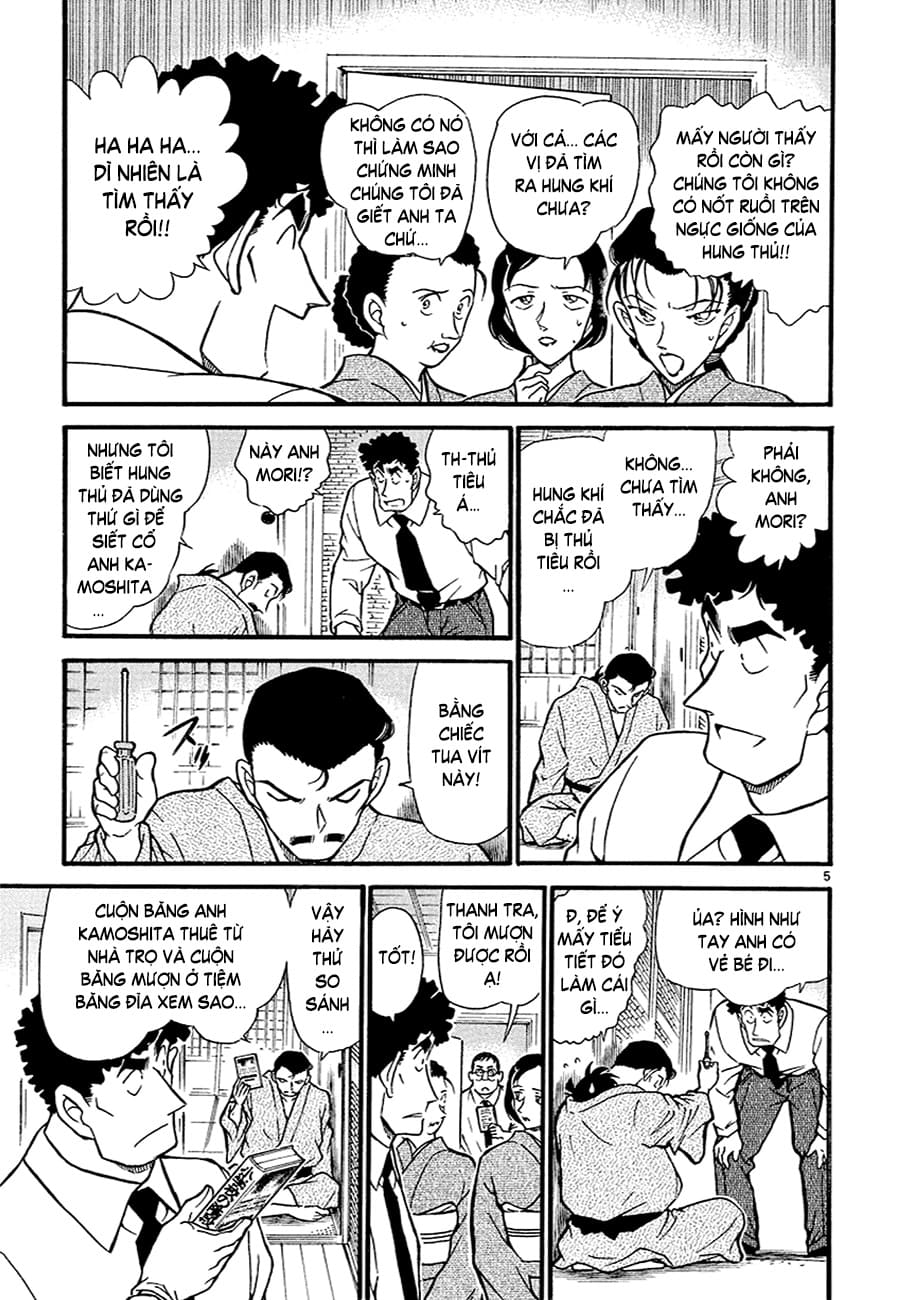 MẤY NGƯỜI THẤY
RỒI CÒN GÌ?
CHÚNG TÔI KHÔNG
CÓ NỐT RUỒI TRÊN
NGỰC GIỐNG CỦA
HUNG THỦ!!
VỚI CẢ... CÁC
VỊ ĐÃ TÌM
RA HUNG KHÍ
CHƯA?
KHÔNG CÓ NÓ
THÌ LÀM SAO
CHỨNG MINH
CHÚNG TÔI ĐÃ
GIẾT ANH TA
CHỨ...
HA HA HA...
DĨ NHIÊN LÀ
TÌM THẤY
RỒI!!
PHẢI
KHÔNG,
ANH
MORI?
KHÔNG...
CHƯA TÌM
THẤY...
HUNG KHÍ
CHẮC ĐÃ
BỊ THỦ
TIÊU RỒI
...
TH-THỦ
TIÊU
Á...
NÀY ANH
MORI!?
NHƯNG TÔI
BIẾT HUNG
THỦ ĐÃ DÙNG
THỨ GÌ ĐỂ
SIẾT CỔ
ANH KA-
MOSHITA
...
BẰNG
CHIẾC
TUA VÍT
NÀY!
スッ
5
ỦA? HÌNH NHƯ
TAY ANH CÓ
VẺ BÉ ĐI...
Đ, ĐỂ Ý
MẤY TIỂU
TIẾT ĐÓ
LÀM CÁI
GÌ,
THANH TRA,
TÔI MƯỢN
ĐƯỢC RỒI
Ạ!
TỐT!
VẬY
HÃY
THỬ
SO
SÁNH
...
CUỘN BĂNG ANH
KAMOSHITA THUÊ TỪ
NHÀ TRỌ VÀ CUỘN
BĂNG MƯỢN Ở TIỆM
BĂNG ĐĨA XEM SAO...